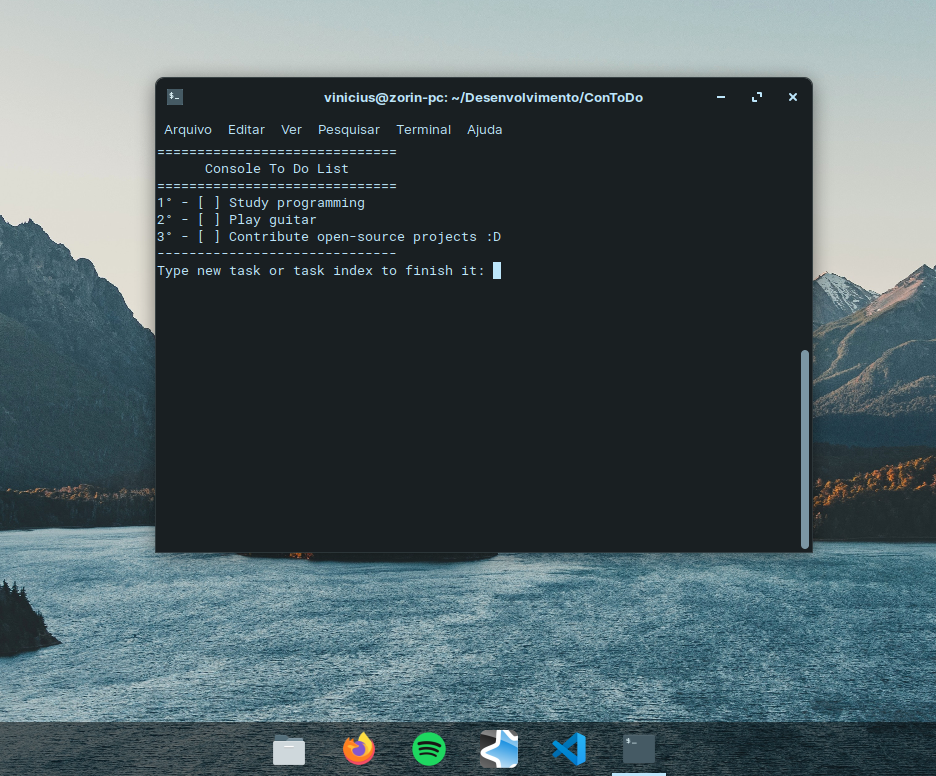 $_
vinicius@zorin-pc: ~/Desenvolvimento/ConToDo
Arquivo Editar Ver Pesquisar Terminal Ajuda
==============================
Console To Do List
==============================
1° - [ ] Study programming
2° - [ ] Play guitar
3° - [ ] Contribute open-source projects :D
------------------------------
Type new task or task index to finish it:
$_